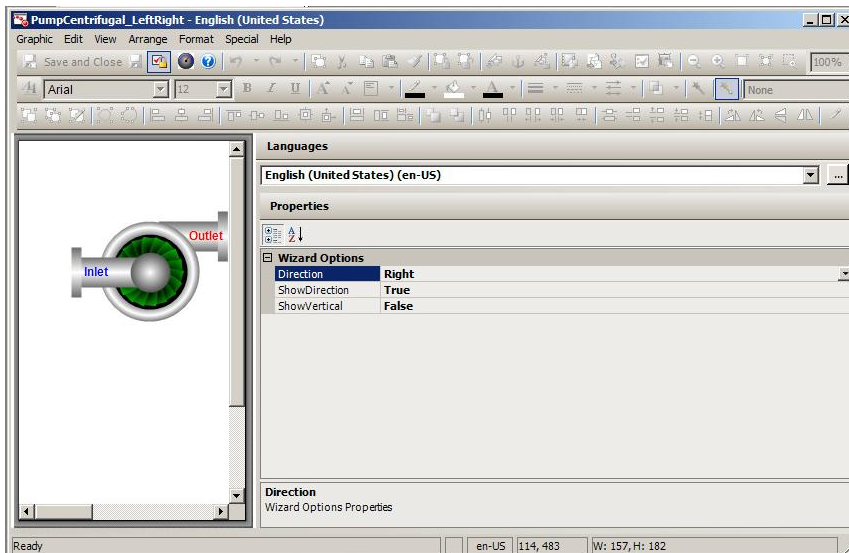 PumpCentrifugal_LeftRight - English (United States)
Graphic Edit View Arrange Format Special Help
Save and Close 100%
Arial 12 B I U A A A None
Languages
English (United States) (en-US) ...
Properties
A
Z
Wizard Options
Direction Right
ShowDirection True
ShowVertical False
Outlet
Inlet
Direction
Wizard Options Properties
Ready en-US 114, 483 W: 157, H: 182